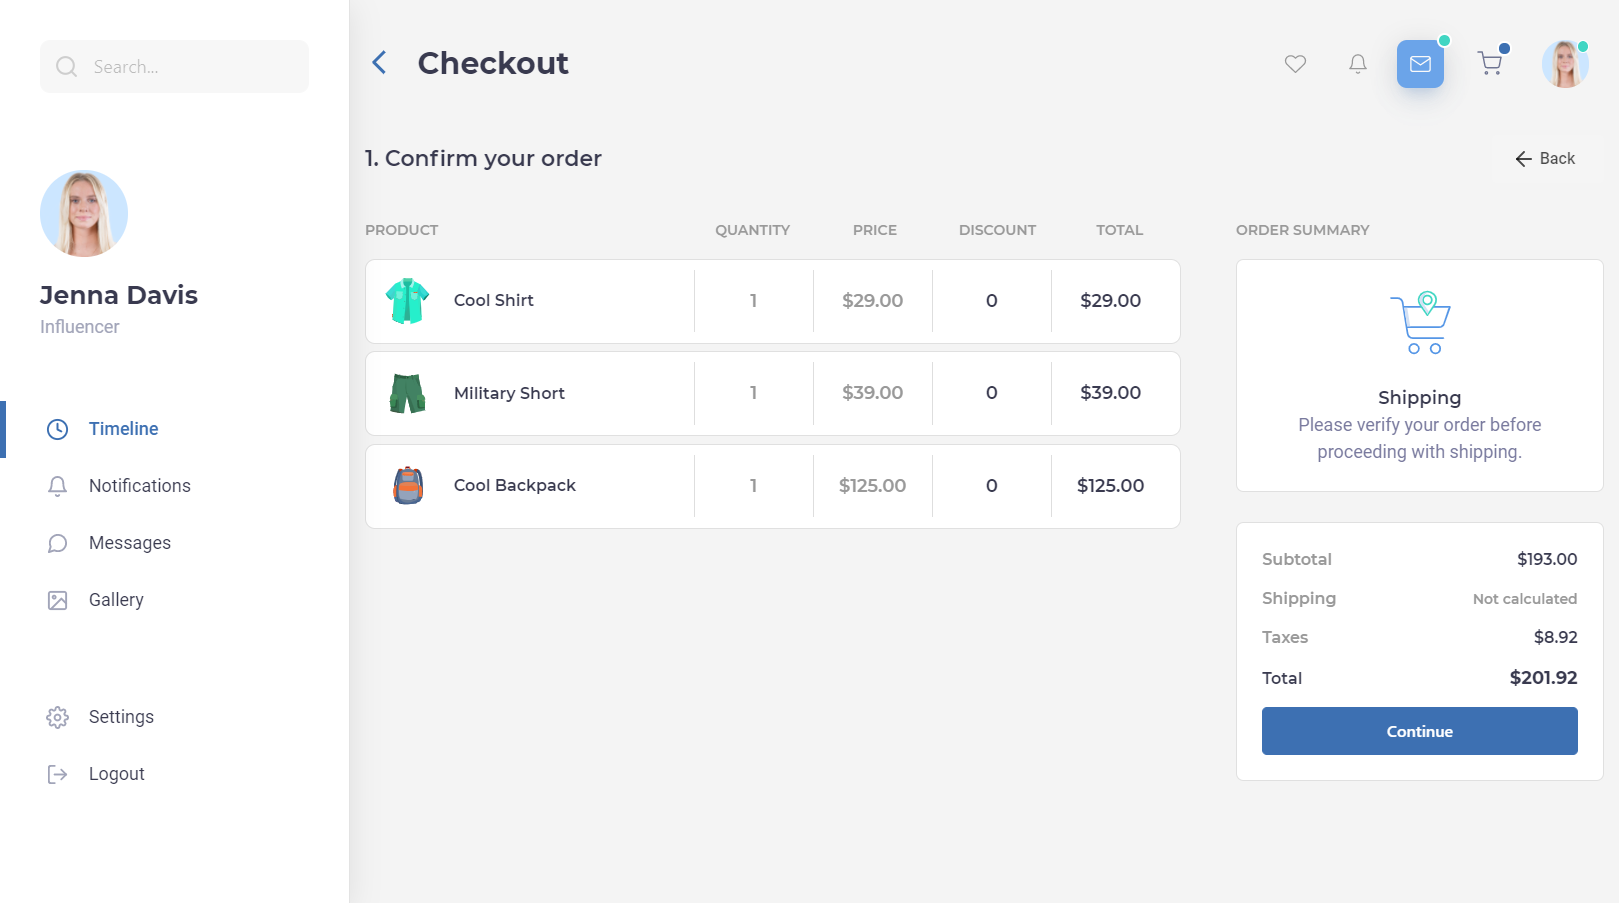 Search...
Jenna Davis
Influencer
Timeline
Notifications
Messages
Gallery
Settings
Logout
Checkout
1. Confirm your order
Back
PRODUCT QUANTITY PRICE DISCOUNT TOTAL
Cool Shirt 1 $29.00 0 $29.00
Military Short 1 $39.00 0 $39.00
Cool Backpack 1 $125.00 0 $125.00
ORDER SUMMARY
Shipping
Please verify your order before
proceeding with shipping.
Subtotal $193.00
Shipping Not calculated
Taxes $8.92
Total $201.92
Continue